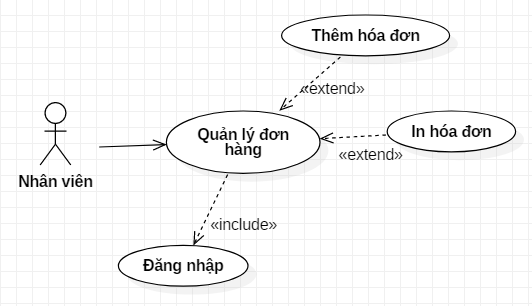 Thêm hóa đơn
«extend»
Quản lý đơn
hàng
In hóa đơn
«extend»
Nhân viên
«include»
Đăng nhập